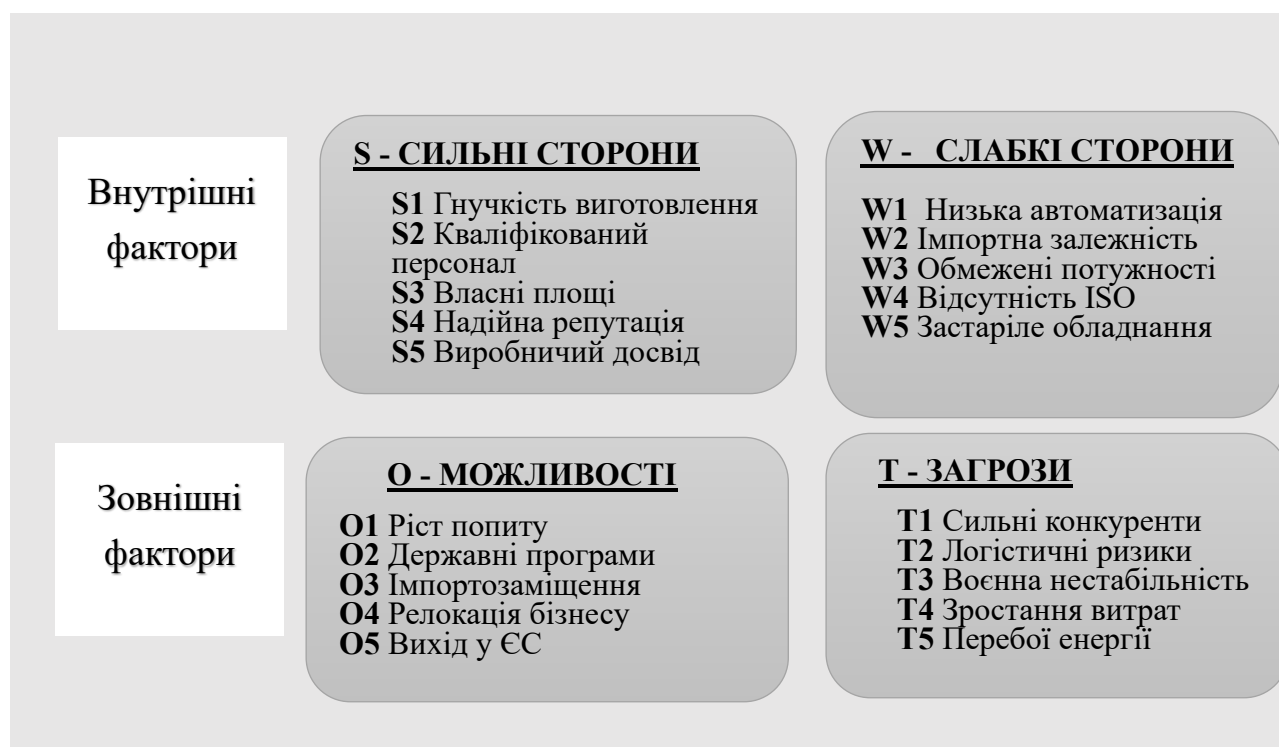 Внутрішні
фактори
S - СИЛЬНІ СТОРОНИ
S1 Гнучкість виготовлення
S2 Кваліфікований
персонал
S3 Власні площі
S4 Надійна репутація
S5 Виробничий досвід
W - СЛАБКІ СТОРОНИ
W1 Низька автоматизація
W2 Імпортна залежність
W3 Обмежені потужності
W4 Відсутність ISO
W5 Застаріле обладнання
Зовнішні
фактори
О - МОЖЛИВОСТІ
О1 Ріст попиту
О2 Державні програми
О3 Імпортозаміщення
О4 Релокація бізнесу
О5 Вихід у ЄС
Т - ЗАГРОЗИ
Т1 Сильні конкуренти
Т2 Логістичні ризики
Т3 Воєнна нестабільність
Т4 Зростання витрат
Т5 Перебої енергії